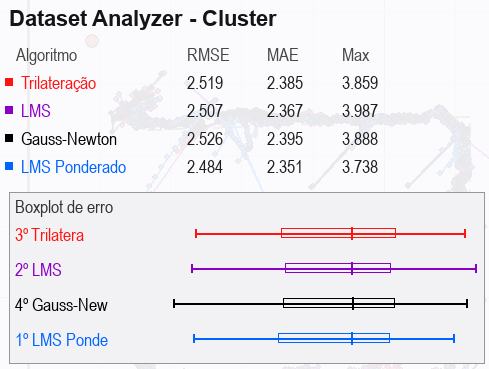 Dataset Analyzer - Cluster
Algoritmo RMSE MAE Max
Trilateração 2.519 2.385 3.859
LMS 2.507 2.367 3.987
Gauss-Newton 2.526 2.395 3.888
LMS Ponderado 2.484 2.351 3.738
Boxplot de erro
3º Trilatera
2º LMS
4º Gauss-New
1º LMS Ponde